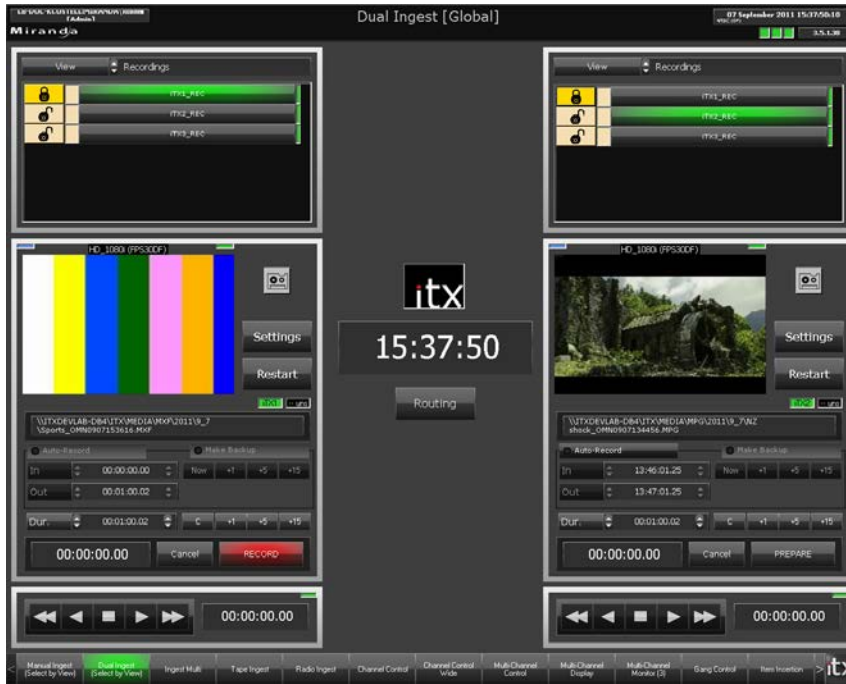 Dual Ingest [Global]
07 September 2011 15:37:50:10
[Admin]
Miranda
3.5.1.30
View Recordings
iTX1_REC
iTX2_REC
iTX3_REC
View Recordings
iTX1_REC
iTX2_REC
iTX3_REC
HD_1080i (FPS30DF)
Settings
Restart
iTX1
\\ITXDEVLAB-DB4\ITX\MEDIA\MXF\2011\9_7
\Sports_OMN0907153616.MXF
Auto-Record Make Backup
In 00:00:00.00 Now +1 +5 +15
Out 00:01:00.02
Dur. 00:01:00.02 C +1 +5 +15
00:00:00.00 Cancel RECORD
00:00:00.00
itx
15:37:50
Routing
HD_1080i (FPS30DF)
Settings
Restart
iTX2
\\ITXDEVLAB-DB4\ITX\MEDIA\MPG\2011\9_7\NZ
shock_OMN0907134456.MPG
Auto-Record Make Backup
In 13:46:01.25 Now +1 +5 +15
Out 13:47:01.25
Dur. 00:01:00.02 C +1 +5 +15
00:00:00.00 Cancel PREPARE
00:00:00.00
< Manual Ingest (Select by View) Dual Ingest (Select by View) Ingest Multi Tape Ingest Radio Ingest Channel Control Channel Control Wide Multi-Channel Control Multi-Channel Display Multi-Channel Monitor (3) Gang Control Item Insertion > itx